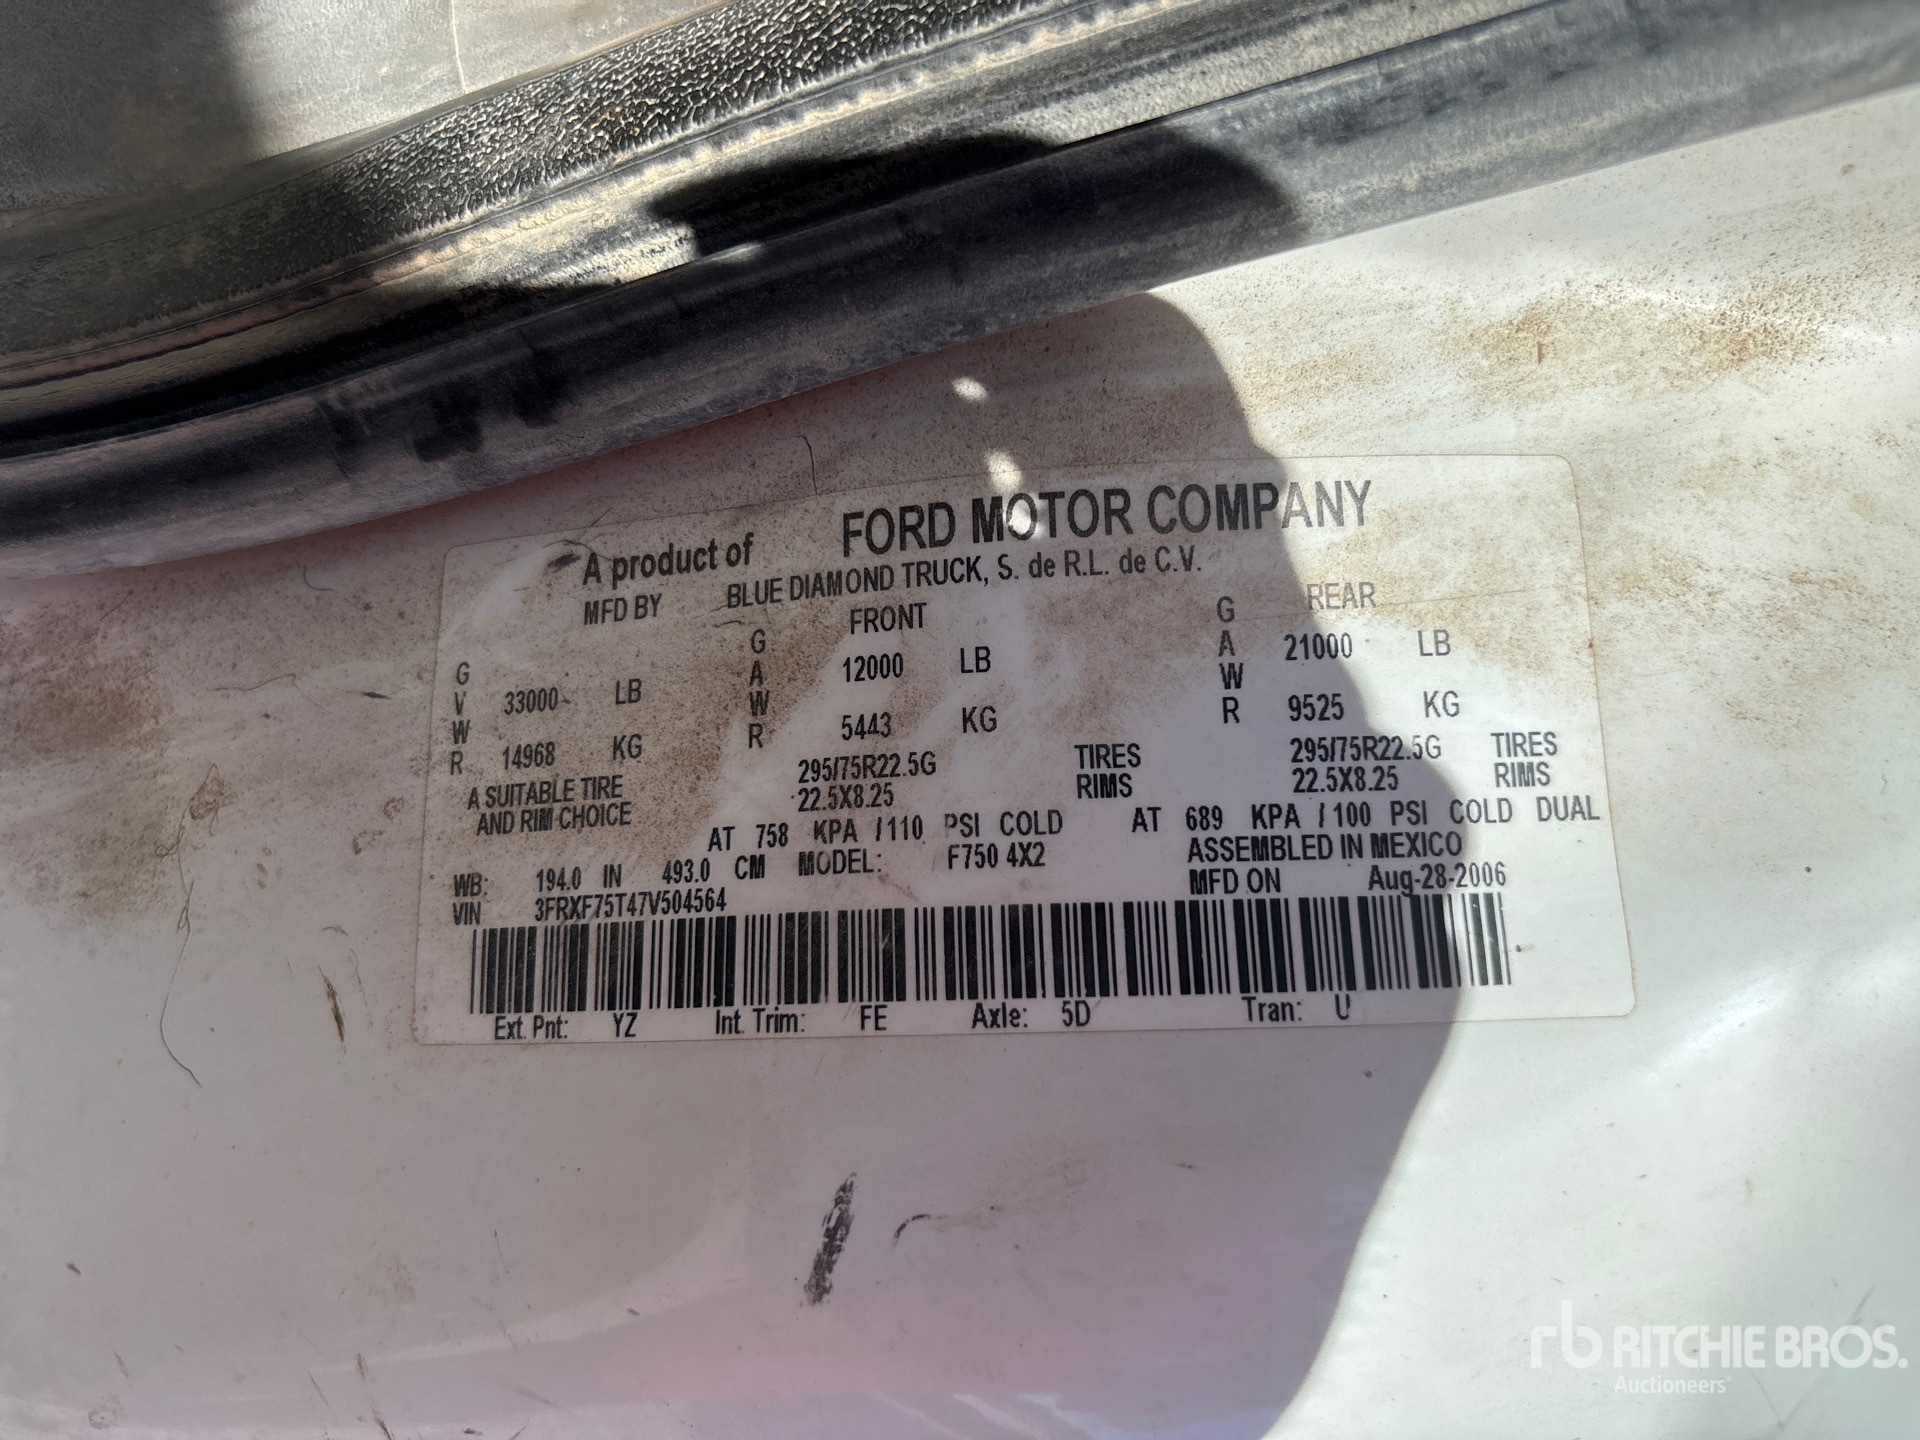 A product of FORD MOTOR COMPANY
MFD BY BLUE DIAMOND TRUCK, S. de R.L. de C.V.
FRONT REAR
GVWR 33000 LB GAWR 12000 LB GAWR 21000 LB
14968 KG 5443 KG 9525 KG
A SUITABLE TIRE 295/75R22.5G TIRES 295/75R22.5G TIRES
AND RIM CHOICE 22.5X8.25 RIMS 22.5X8.25 RIMS
AT 758 KPA / 110 PSI COLD AT 689 KPA / 100 PSI COLD DUAL
WB: 194.0 IN 493.0 CM MODEL: F750 4X2 ASSEMBLED IN MEXICO
VIN 3FRXF75T47V504564 MFD ON Aug-28-2006
Ext. Pnt: YZ Int. Trim: FE Axle: 5D Tran: U
rb RITCHIE BROS.
Auctioneers